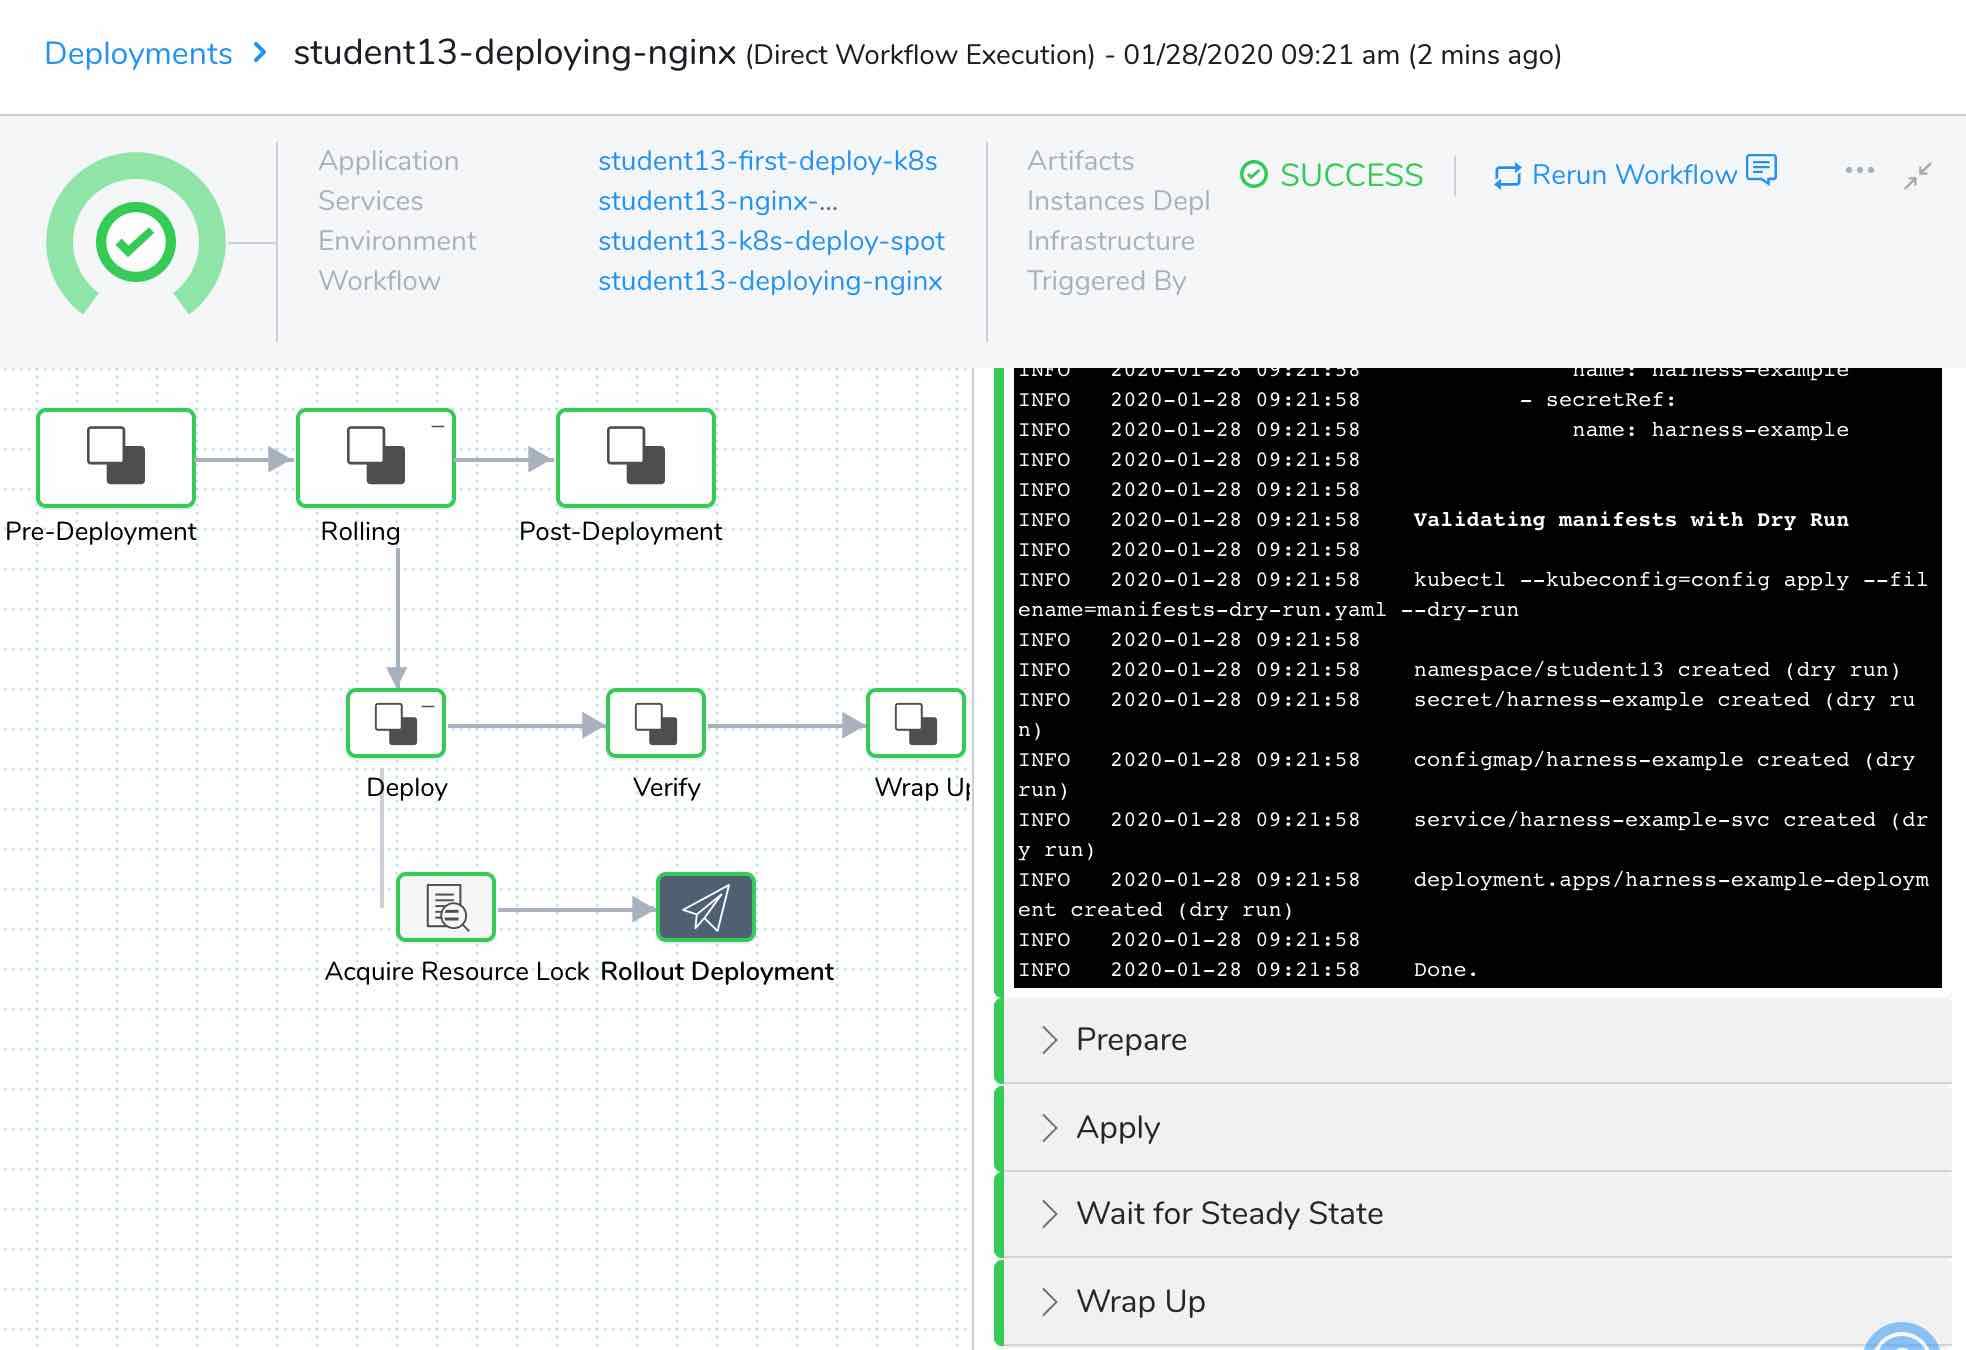 Deployments > student13-deploying-nginx (Direct Workflow Execution) - 01/28/2020 09:21 am (2 mins ago)
Application student13-first-deploy-k8s
Services student13-nginx-...
Environment student13-k8s-deploy-spot
Workflow student13-deploying-nginx
Artifacts
Instances Depl
Infrastructure
Triggered By
SUCCESS
Rerun Workflow
Pre-Deployment
Rolling
Post-Deployment
Deploy
Verify
Wrap Up
Acquire Resource Lock
Rollout Deployment
INFO 2020-01-28 09:21:58 name: harness-example
INFO 2020-01-28 09:21:58 - secretRef:
INFO 2020-01-28 09:21:58 name: harness-example
INFO 2020-01-28 09:21:58
INFO 2020-01-28 09:21:58
INFO 2020-01-28 09:21:58 Validating manifests with Dry Run
INFO 2020-01-28 09:21:58
INFO 2020-01-28 09:21:58 kubectl --kubeconfig=config apply --fil
ename=manifests-dry-run.yaml --dry-run
INFO 2020-01-28 09:21:58
INFO 2020-01-28 09:21:58 namespace/student13 created (dry run)
INFO 2020-01-28 09:21:58 secret/harness-example created (dry ru
n)
INFO 2020-01-28 09:21:58 configmap/harness-example created (dry
run)
INFO 2020-01-28 09:21:58 service/harness-example-svc created (dr
y run)
INFO 2020-01-28 09:21:58 deployment.apps/harness-example-deploym
ent created (dry run)
INFO 2020-01-28 09:21:58
INFO 2020-01-28 09:21:58 Done.
Prepare
Apply
Wait for Steady State
Wrap Up